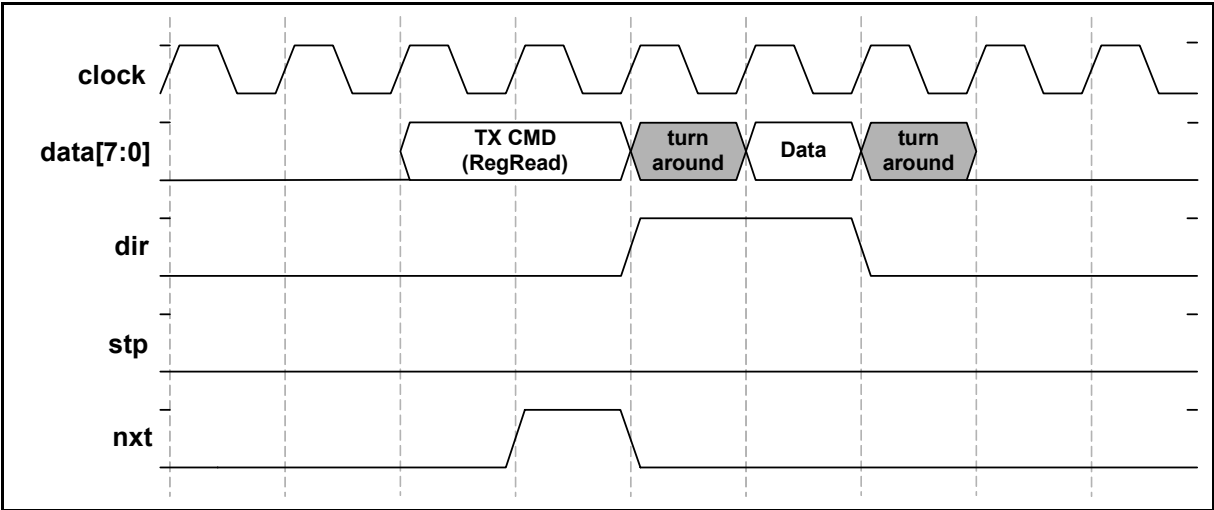 clock
data[7:0]
TX CMD
(RegRead)
turn
around
Data
turn
around
dir
stp
nxt